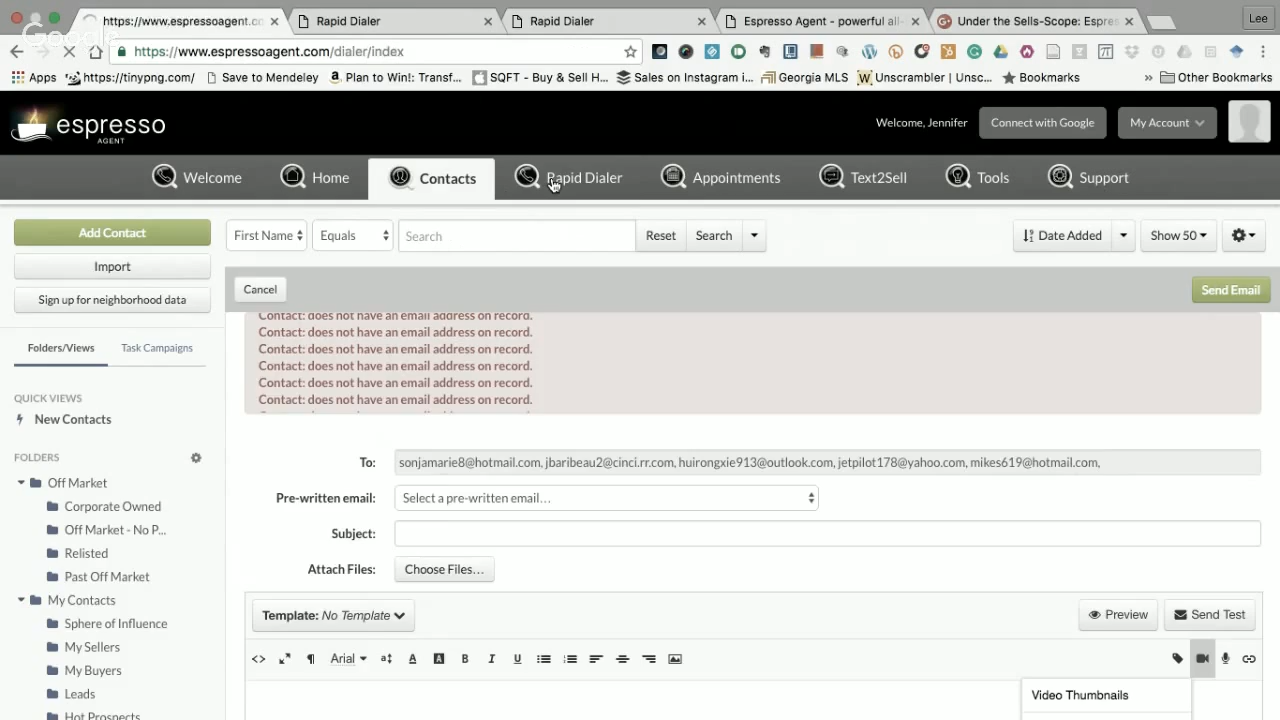 https://www.espressoagent.co
Rapid Dialer
Rapid Dialer
Espresso Agent - powerful all-
Under the Sells-Scope: Espres
Lee
Google
https://www.espressoagent.com/dialer/index
Apps
https://tinypng.com/
Save to Mendeley
Plan to Win!: Transf...
SQFT - Buy & Sell H...
Sales on Instagram i...
Georgia MLS
Unscrambler | Unsc...
Bookmarks
»
Other Bookmarks
espresso
AGENT
Welcome, Jennifer
Connect with Google
My Account
Welcome
Home
Contacts
Rapid Dialer
Appointments
Text2Sell
Tools
Support
Add Contact
First Name
Equals
Search
Reset
Search
Date Added
Show 50
Import
Sign up for neighborhood data
Cancel
Send Email
Contact: does not have an email address on record.
Contact: does not have an email address on record.
Contact: does not have an email address on record.
Contact: does not have an email address on record.
Contact: does not have an email address on record.
Contact: does not have an email address on record.
Folders/Views
Task Campaigns
QUICK VIEWS
New Contacts
FOLDERS
Off Market
Corporate Owned
Off Market - No P...
Relisted
Past Off Market
My Contacts
Sphere of Influence
My Sellers
My Buyers
Leads
Hot Prospects
To:
sonjamarie8@hotmail.com, jbaribeau2@cinci.rr.com, huirongxie913@outlook.com, jetpilot178@yahoo.com, mikes619@hotmail.com,
Pre-written email:
Select a pre-written email...
Subject:
Attach Files:
Choose Files...
Template: No Template
Preview
Send Test
Arial
Video Thumbnails